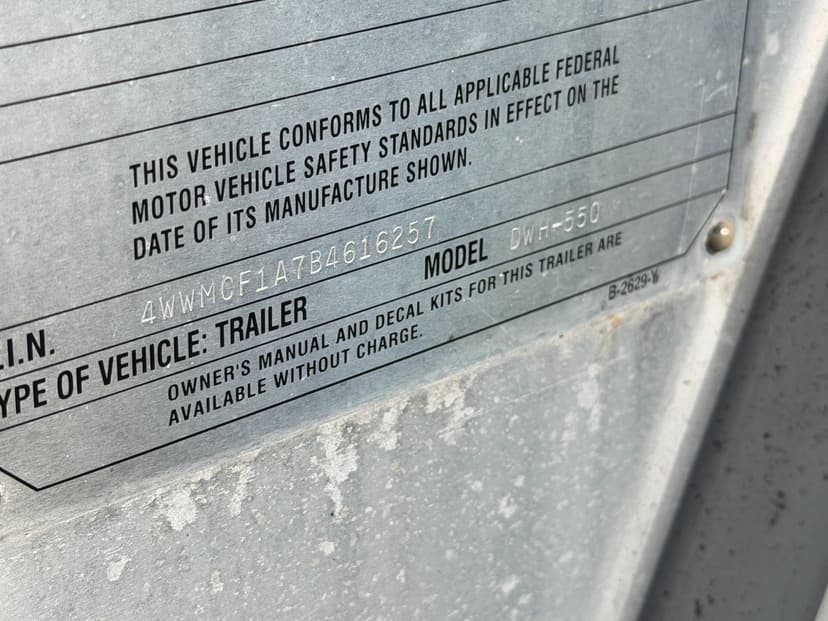 THIS VEHICLE CONFORMS TO ALL APPLICABLE FEDERAL
MOTOR VEHICLE SAFETY STANDARDS IN EFFECT ON THE
DATE OF ITS MANUFACTURE SHOWN.
.I.N. 4WWMCF1A7B4616257
YPE OF VEHICLE: TRAILER MODEL DWH-550
OWNER'S MANUAL AND DECAL KITS FOR THIS TRAILER ARE
AVAILABLE WITHOUT CHARGE.
B-2629-V